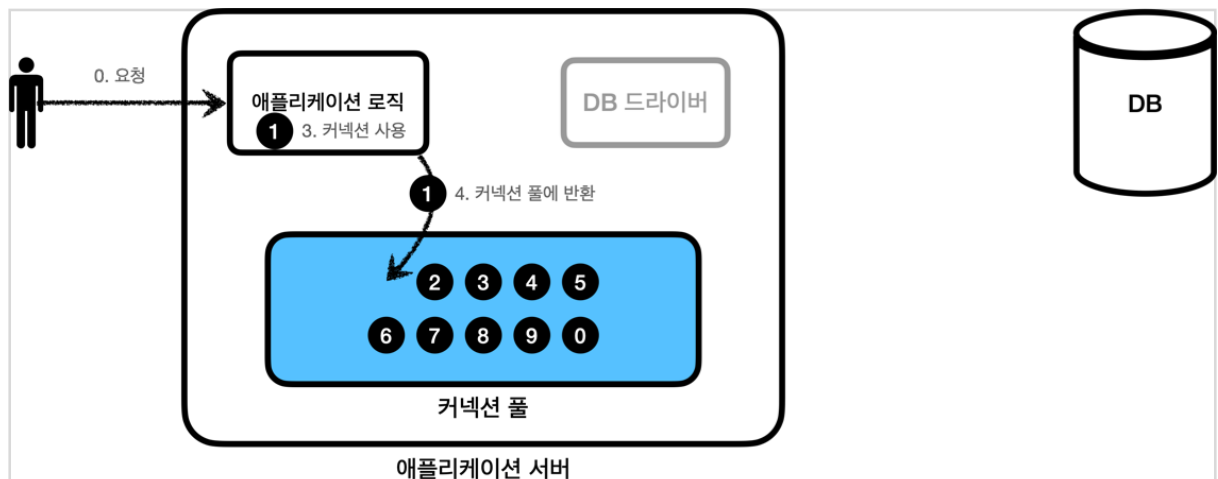 0. 요청
애플리케이션 로직
1 3. 커넥션 사용
DB 드라이버
DB
1 4. 커넥션 풀에 반환
2 3 4 5
6 7 8 9 0
커넥션 풀
애플리케이션 서버